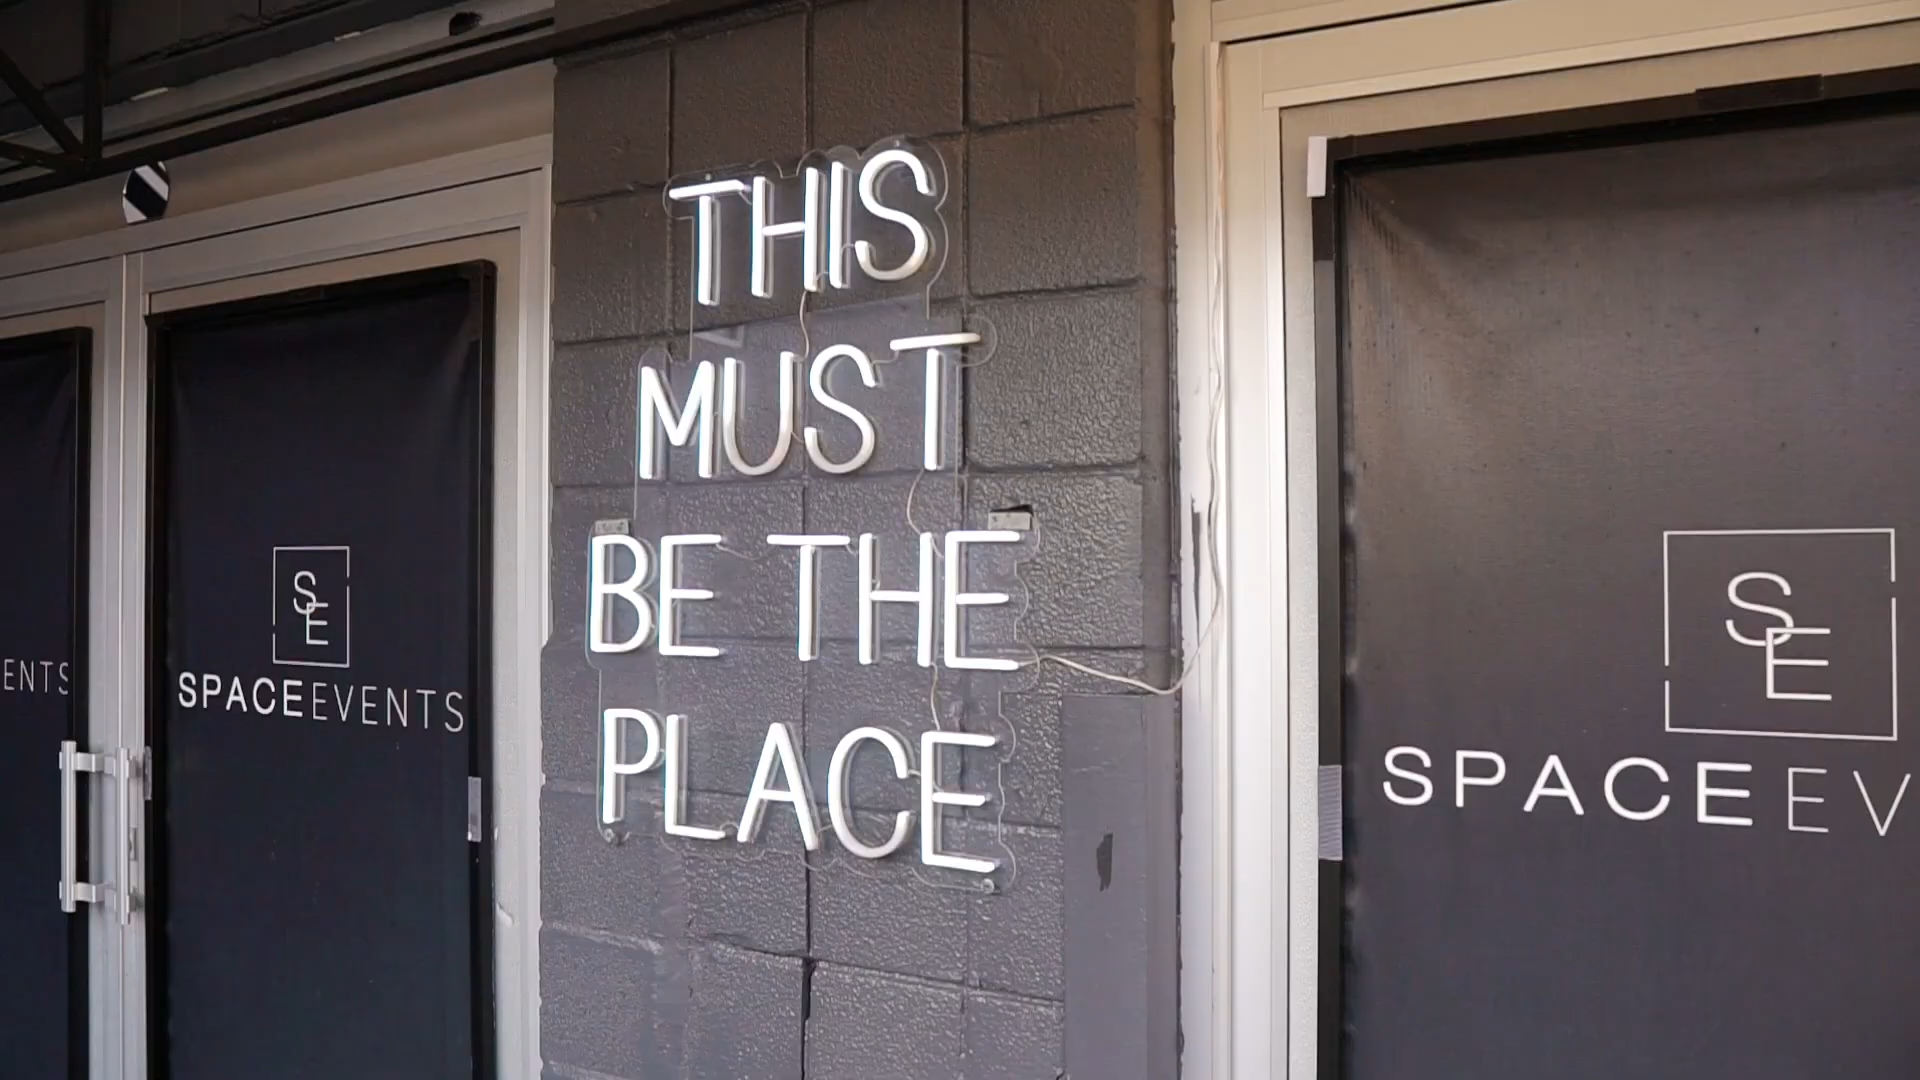 ENTS
SE
SPACEEVENTS
THIS
MUST
BE THE
PLACE
SE
SPACEEV